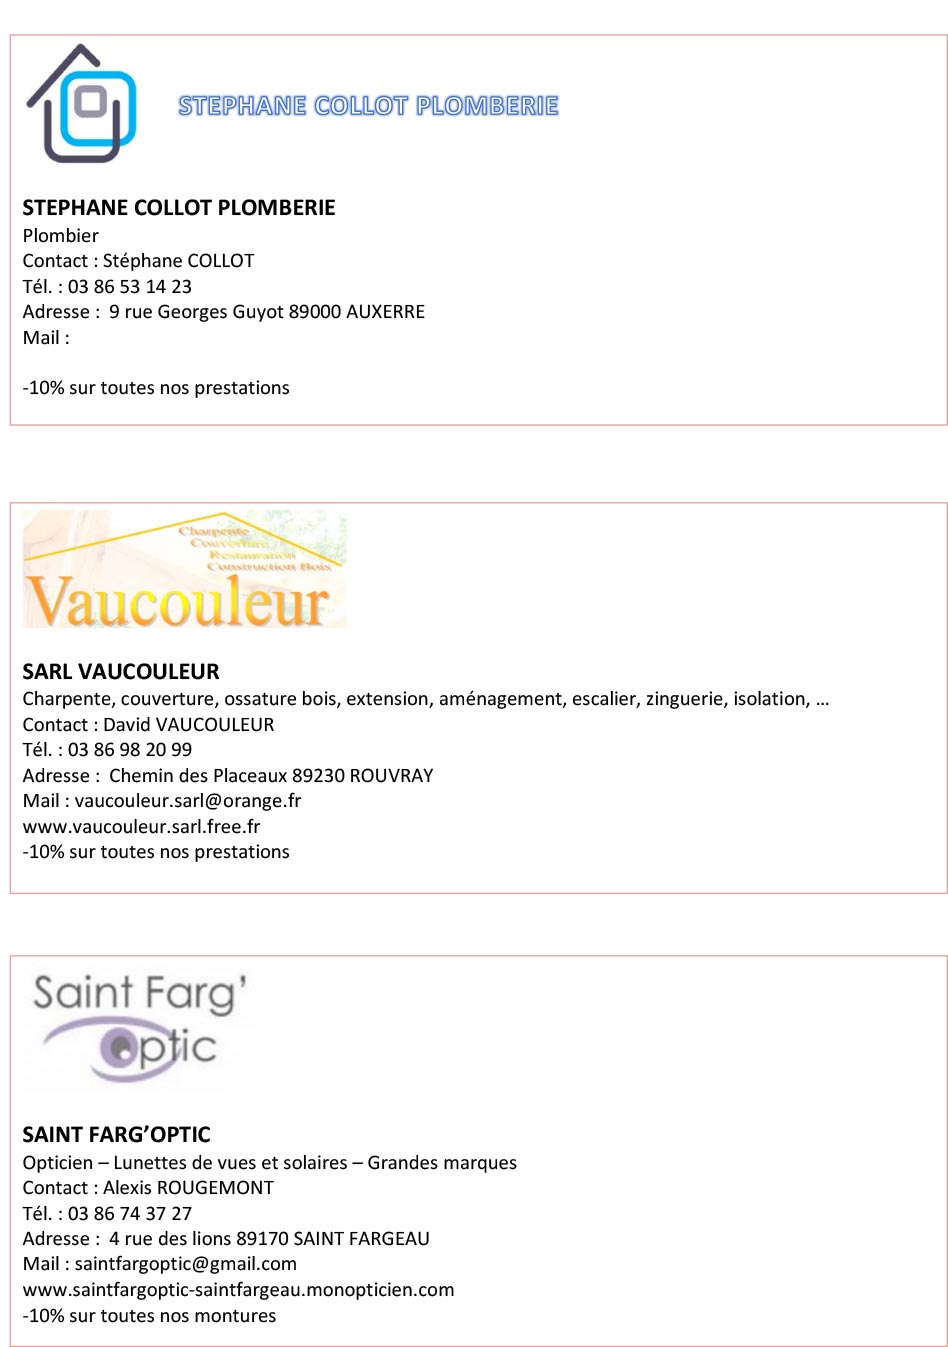 STEPHANE COLLOT PLOMBERIE
STEPHANE COLLOT PLOMBERIE
Plombier
Contact : Stéphane COLLOT
Tél. : 03 86 53 14 23
Adresse :  9 rue Georges Guyot 89000 AUXERRE
Mail :
-10% sur toutes nos prestations
Charpente
Couverture
Restauration
Construction Bois
Vaucouleur
SARL VAUCOULEUR
Charpente, couverture, ossature bois, extension, aménagement, escalier, zinguerie, isolation, …
Contact : David VAUCOULEUR
Tél. : 03 86 98 20 99
Adresse :  Chemin des Placeaux 89230 ROUVRAY
Mail : vaucouleur.sarl@orange.fr
www.vaucouleur.sarl.free.fr
-10% sur toutes nos prestations
Saint Farg'
Optic
SAINT FARG’OPTIC
Opticien – Lunettes de vues et solaires – Grandes marques
Contact : Alexis ROUGEMONT
Tél. : 03 86 74 37 27
Adresse :  4 rue des lions 89170 SAINT FARGEAU
Mail : saintfargoptic@gmail.com
www.saintfargoptic-saintfargeau.monopticien.com
-10% sur toutes nos montures